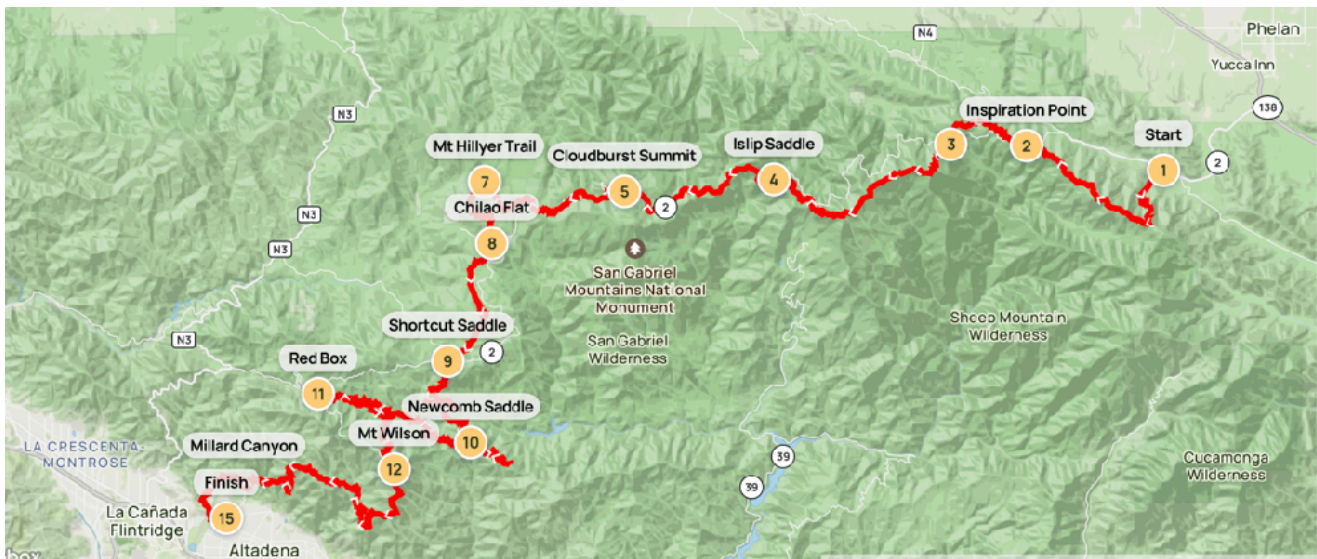 N4
Phelan
Yucca Inn
138
Inspiration Point
N3
Start
Mt Hillyer Trail
Islip Saddle
3
2
Cloudburst Summit
2
1
7
4
5
Chilao Flat
2
N3
8
N3
San Gabriel
Mountains National
Monument
Sheep Mountain
Wilderness
Shortcut Saddle
San Gabriel
Wilderness
N3
2
Red Box
9
11
Newcomb Saddle
Mt Wilson
10
LA CRESCENTA-
MONTROSE
Millard Canyon
39
Cucamonga
Wilderness
12
Finish
39
La Cañada
Flintridge
15
Altadena
box